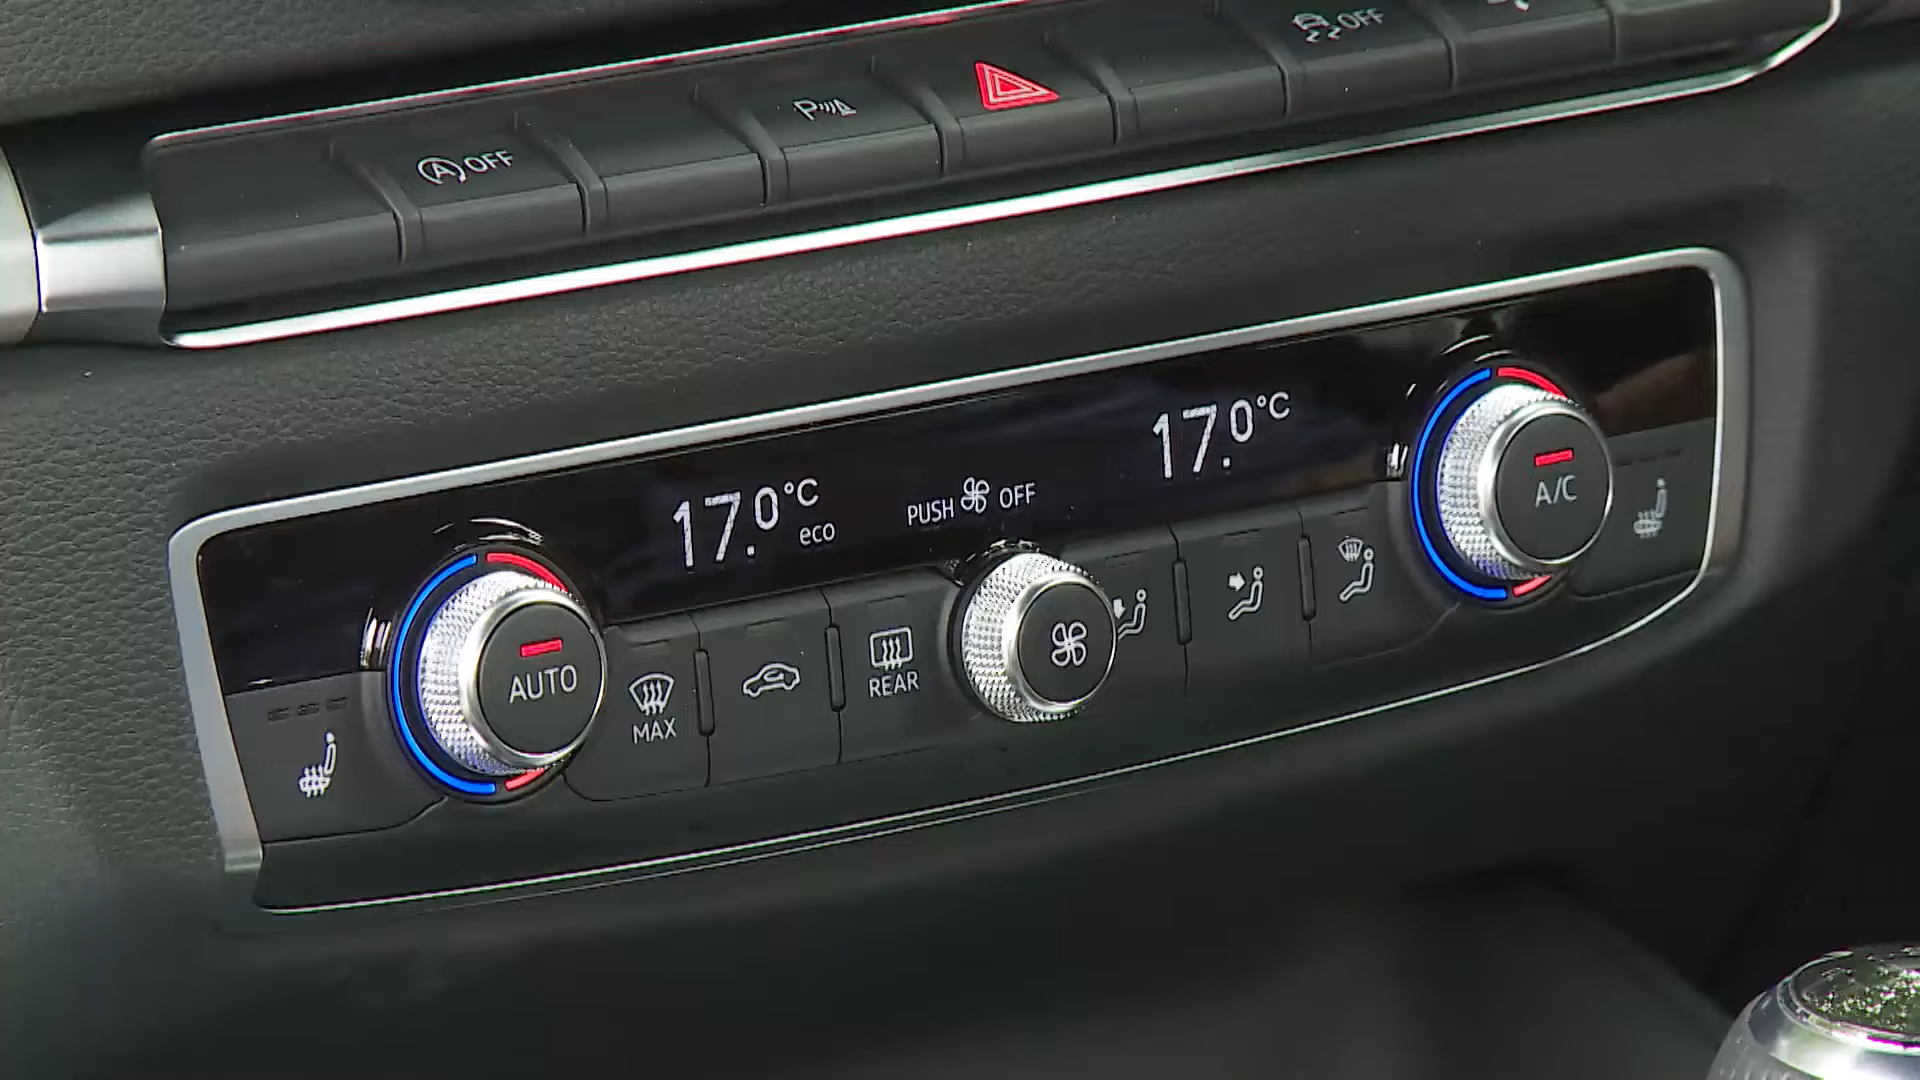 OFF
P
OFF
17.0°C
eco
PUSH OFF
17.0°C
AUTO
MAX
REAR
A/C